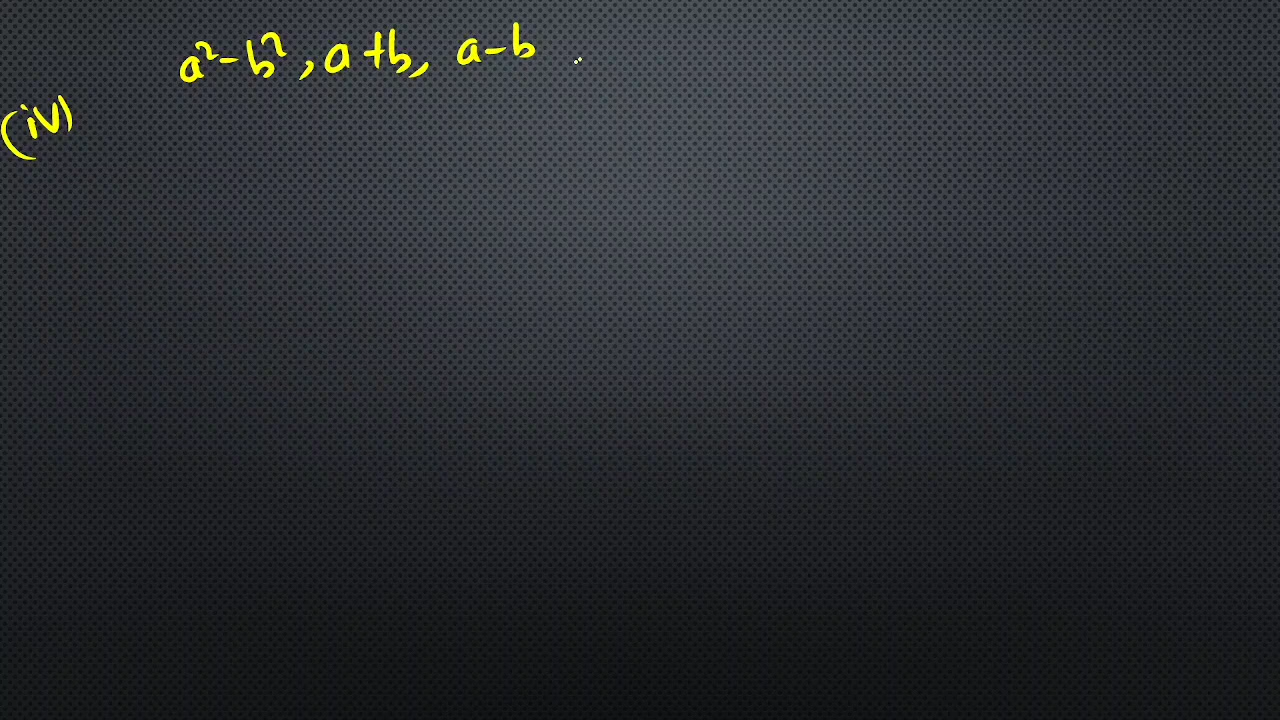 a²-b², a+b, a-b
(iv)